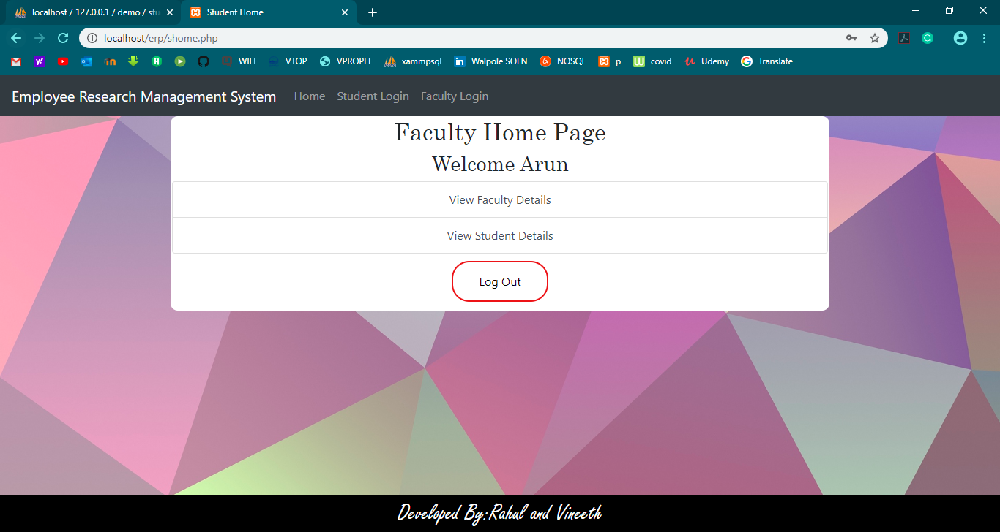 localhost / 127.0.0.1 / demo / stu
Student Home
localhost/erp/shome.php
WIFI VTOP VPROPEL xammpsql Walpole SOLN NOSQL p covid Udemy Translate
Employee Research Management System Home Student Login Faculty Login
Faculty Home Page
Welcome Arun
View Faculty Details
View Student Details
Log Out
Developed By:Rahul and Vineeth